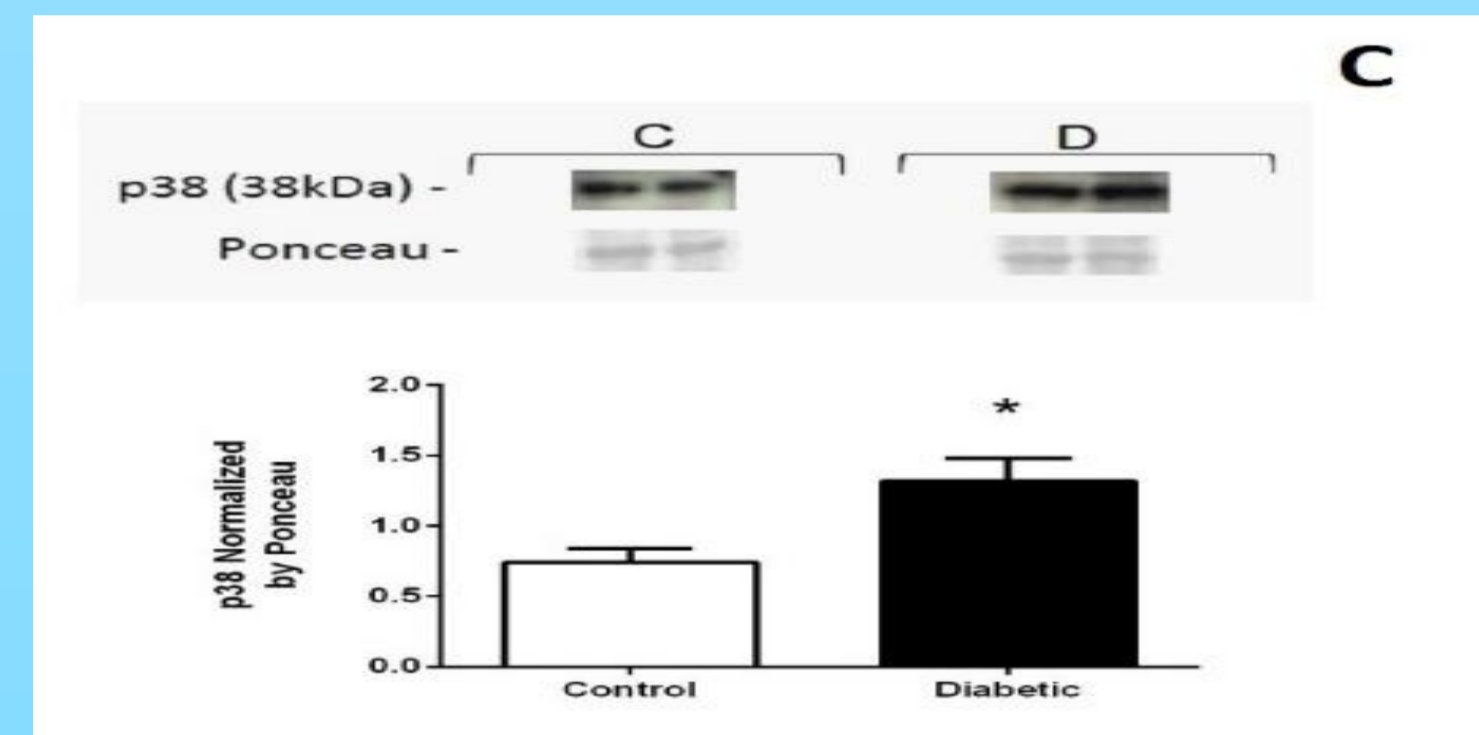 C
C D
p38 (38kDa) -
Ponceau -
p38 Normalized
by Ponceau
2.0
*
1.5
1.0
0.5
0.0
Control Diabetic